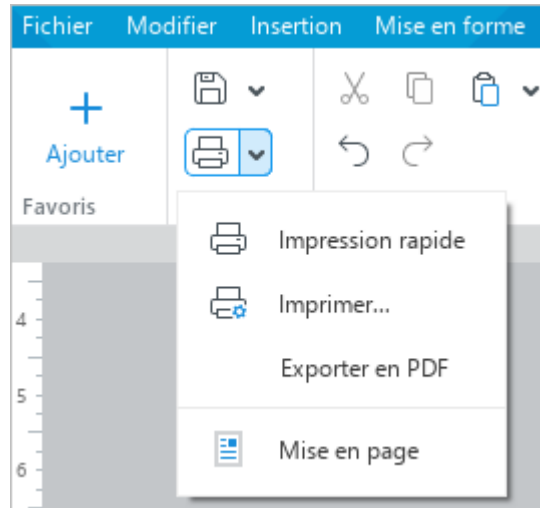 Fichier Modifier Insertion Mise en forme
Ajouter
Favoris
Impression rapide
Imprimer...
Exporter en PDF
Mise en page
4
5
6